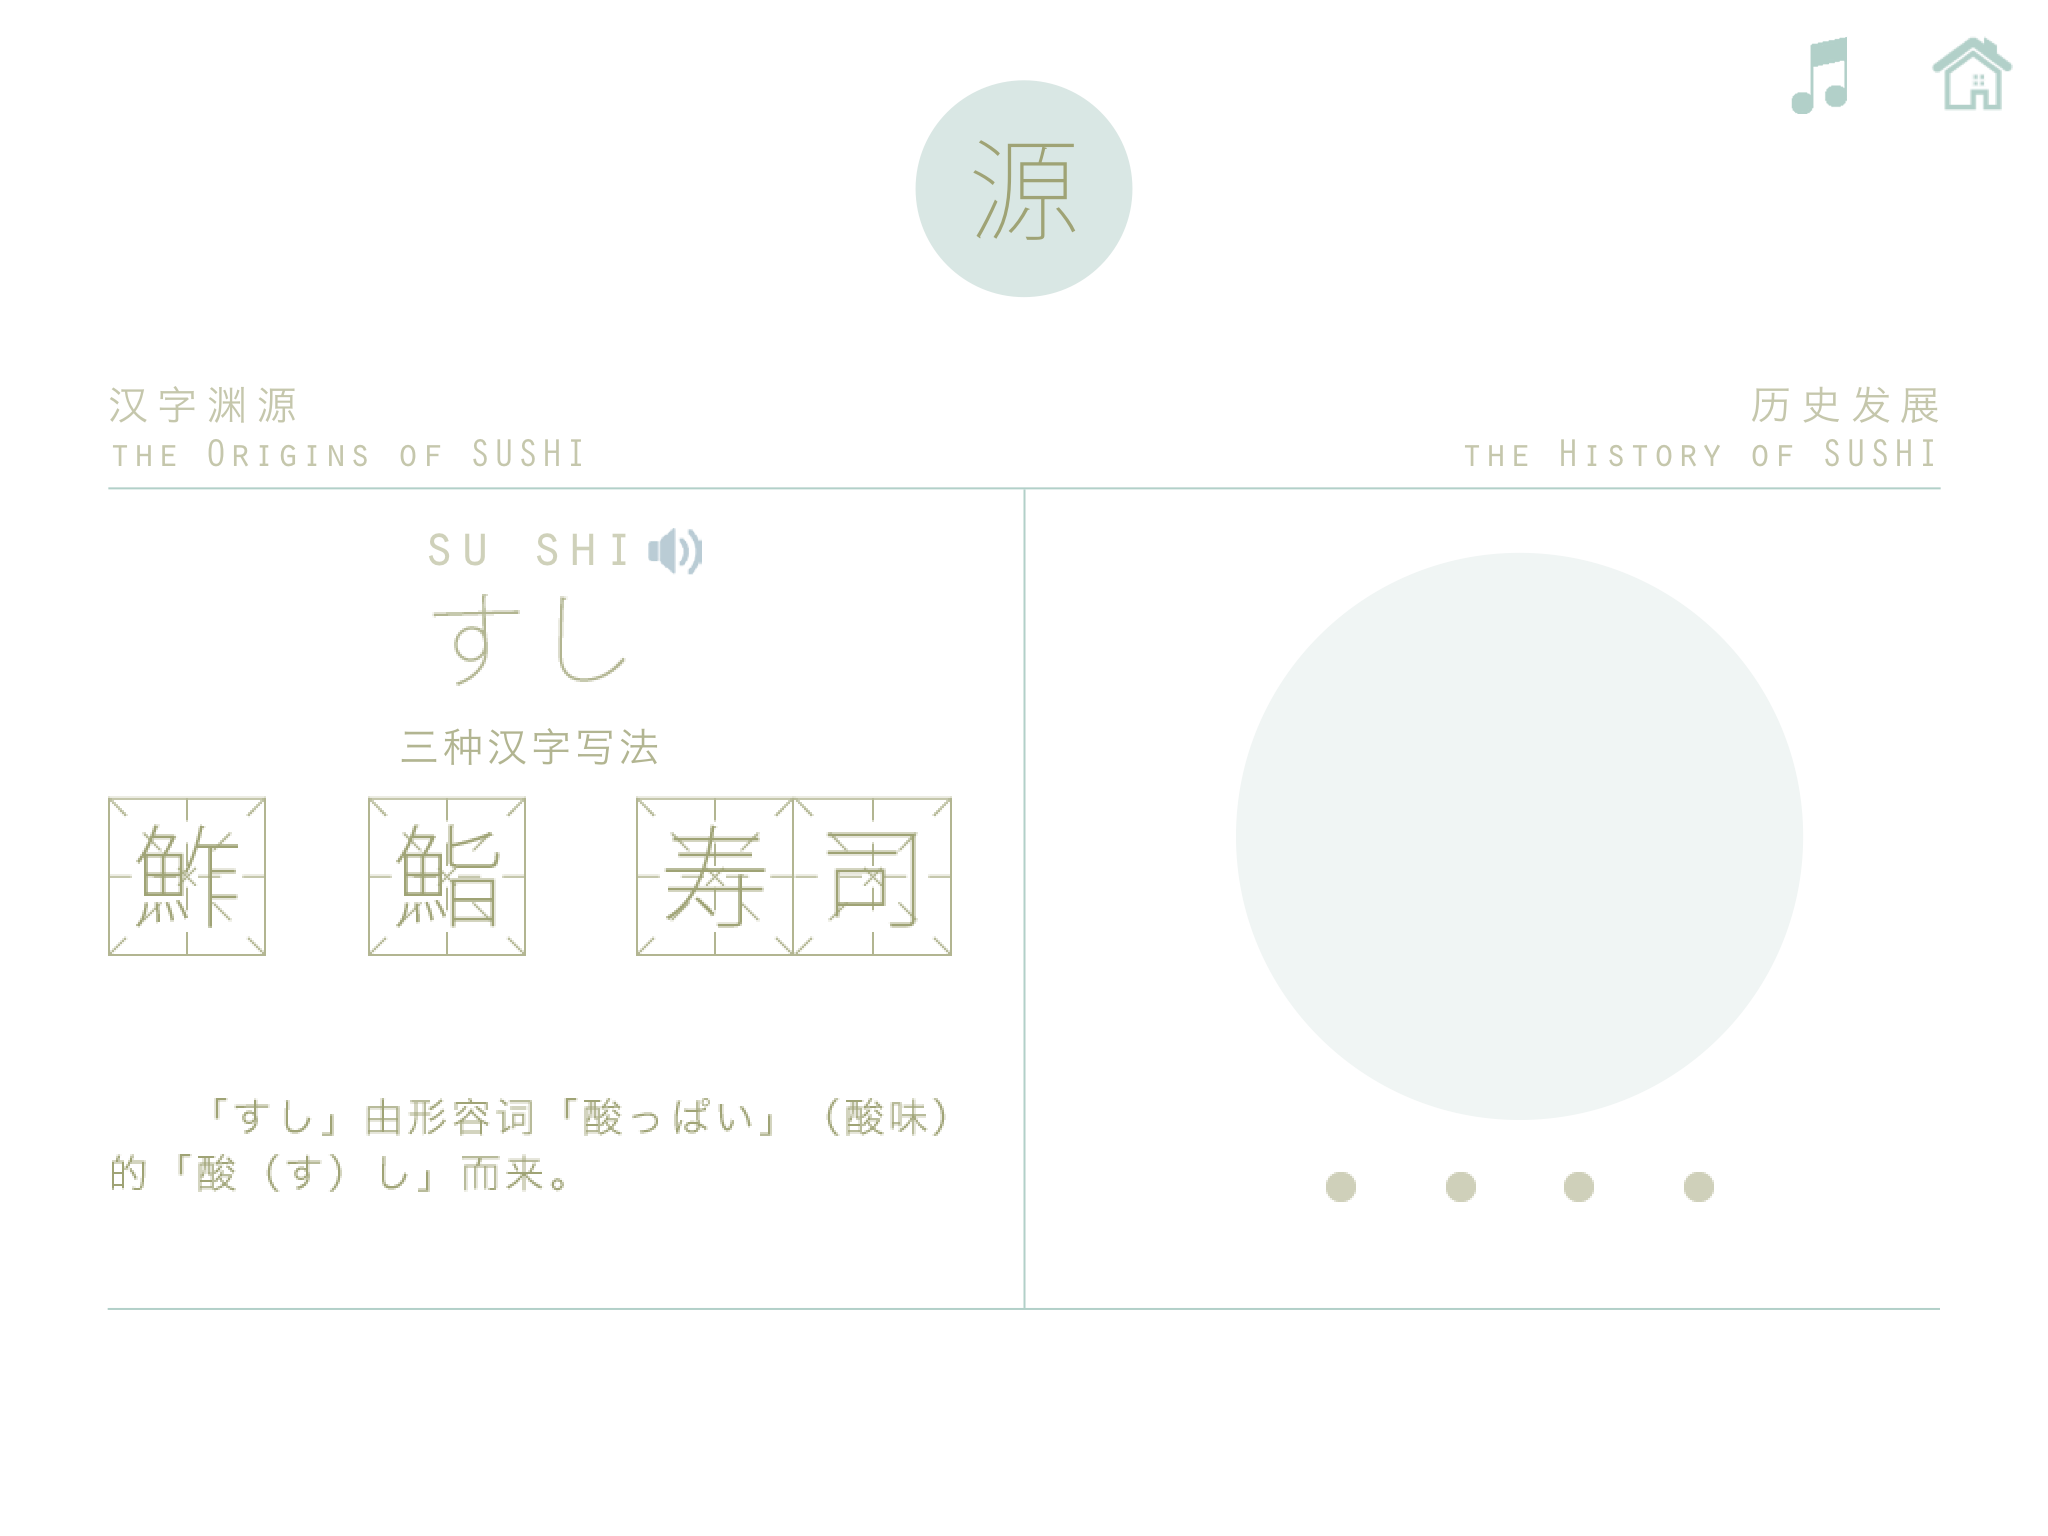 源
汉字渊源
THE ORIGINS OF SUSHI
历史发展
THE HISTORY OF SUSHI
SU SHI
すし
三种汉字写法
鮓 鮨 寿司
「すし」由形容词「酸っぱい」（酸味）
的「酸（す）し」而来。